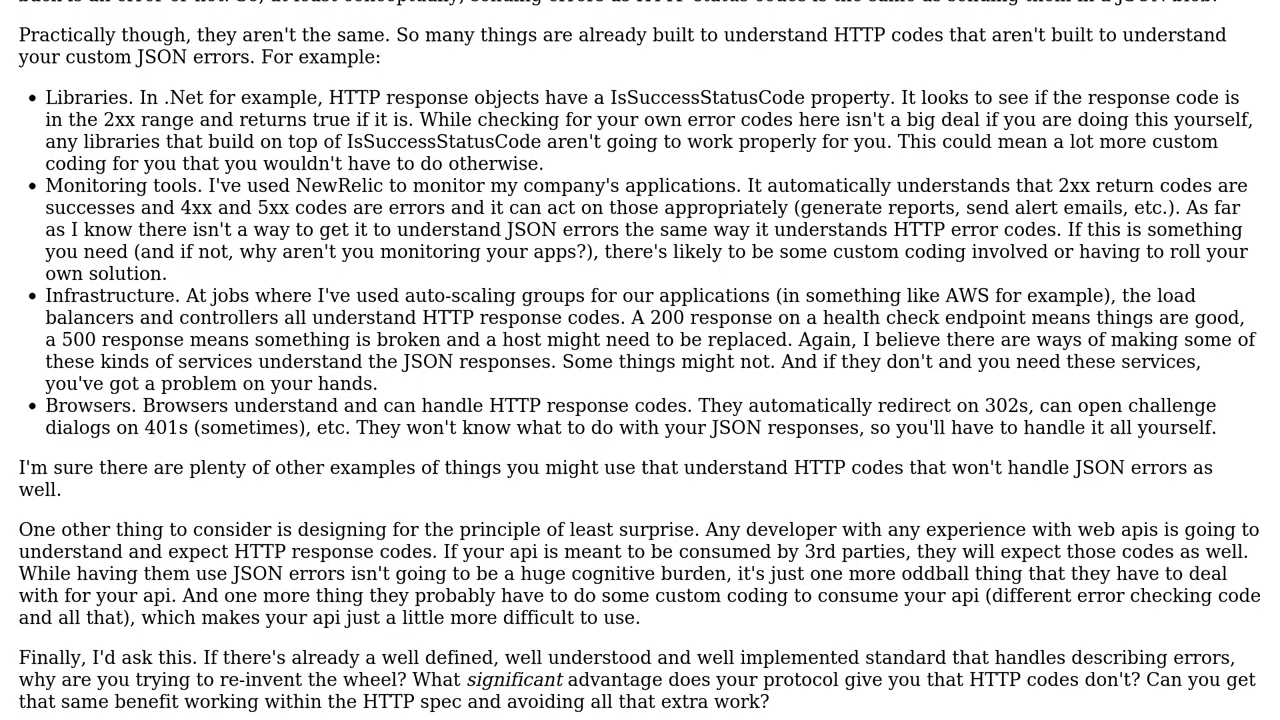 Practically though, they aren't the same. So many things are already built to understand HTTP codes that aren't built to understand
your custom JSON errors. For example:
• Libraries. In .Net for example, HTTP response objects have a IsSuccessStatusCode property. It looks to see if the response code is
in the 2xx range and returns true if it is. While checking for your own error codes here isn't a big deal if you are doing this yourself,
any libraries that build on top of IsSuccessStatusCode aren't going to work properly for you. This could mean a lot more custom
coding for you that you wouldn't have to do otherwise.
• Monitoring tools. I've used NewRelic to monitor my company's applications. It automatically understands that 2xx return codes are
successes and 4xx and 5xx codes are errors and it can act on those appropriately (generate reports, send alert emails, etc.). As far
as I know there isn't a way to get it to understand JSON errors the same way it understands HTTP error codes. If this is something
you need (and if not, why aren't you monitoring your apps?), there's likely to be some custom coding involved or having to roll your
own solution.
• Infrastructure. At jobs where I've used auto-scaling groups for our applications (in something like AWS for example), the load
balancers and controllers all understand HTTP response codes. A 200 response on a health check endpoint means things are good,
a 500 response means something is broken and a host might need to be replaced. Again, I believe there are ways of making some of
these kinds of services understand the JSON responses. Some things might not. And if they don't and you need these services,
you've got a problem on your hands.
• Browsers. Browsers understand and can handle HTTP response codes. They automatically redirect on 302s, can open challenge
dialogs on 401s (sometimes), etc. They won't know what to do with your JSON responses, so you'll have to handle it all yourself.
I'm sure there are plenty of other examples of things you might use that understand HTTP codes that won't handle JSON errors as
well.
One other thing to consider is designing for the principle of least surprise. Any developer with any experience with web apis is going to
understand and expect HTTP response codes. If your api is meant to be consumed by 3rd parties, they will expect those codes as well.
While having them use JSON errors isn't going to be a huge cognitive burden, it's just one more oddball thing that they have to deal
with for your api. And one more thing they probably have to do some custom coding to consume your api (different error checking code
and all that), which makes your api just a little more difficult to use.
Finally, I'd ask this. If there's already a well defined, well understood and well implemented standard that handles describing errors,
why are you trying to re-invent the wheel? What significant advantage does your protocol give you that HTTP codes don't? Can you get
that same benefit working within the HTTP spec and avoiding all that extra work?